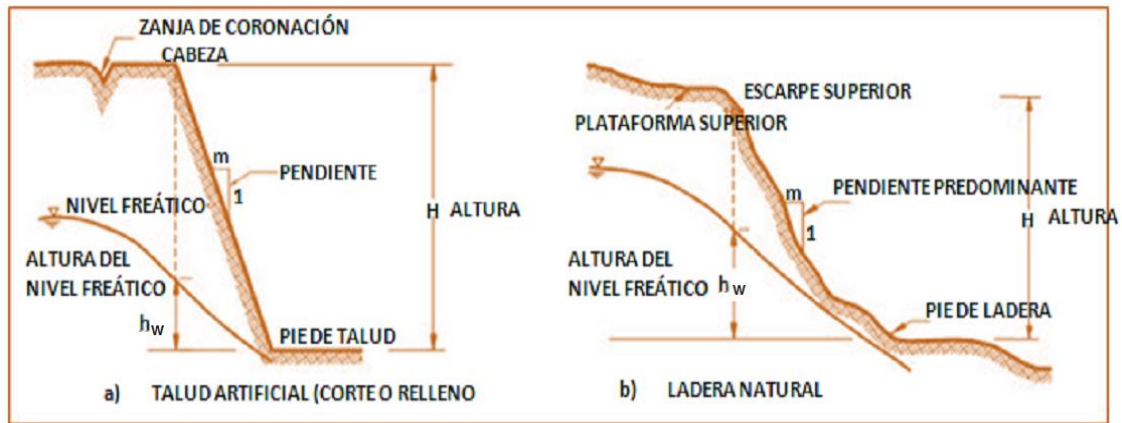 ZANJA DE CORONACIÓN
CABEZA
m
PENDIENTE
1
NIVEL FREÁTICO
H ALTURA
ALTURA DEL
NIVEL FREÁTICO
hw
PIE DE TALUD
a) TALUD ARTIFICIAL (CORTE O RELLENO
ESCARPE SUPERIOR
PLATAFORMA SUPERIOR
m
PENDIENTE PREDOMINANTE
1
H ALTURA
ALTURA DEL
NIVEL FREÁTICO
hw
PIE DE LADERA
b) LADERA NATURAL